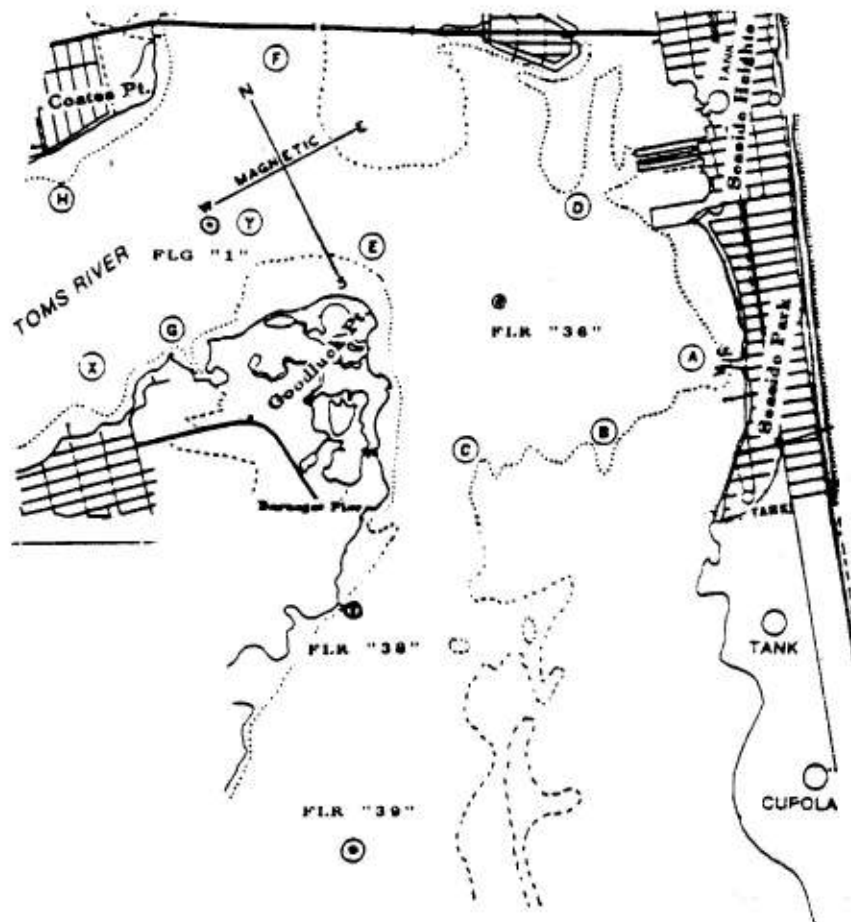 F
TANK
Seaside Heights
Coates Pt.
N
E
MAGNETIC
W
H
Y
D
E
FLG "1"
TOMS RIVER
S
FLR "36"
G
Goodluck Pt.
A
Seaside Park
X
B
C
Barnegat Pier
TANK
TANK
FLR "38"
CUPOLA
FLR "39"